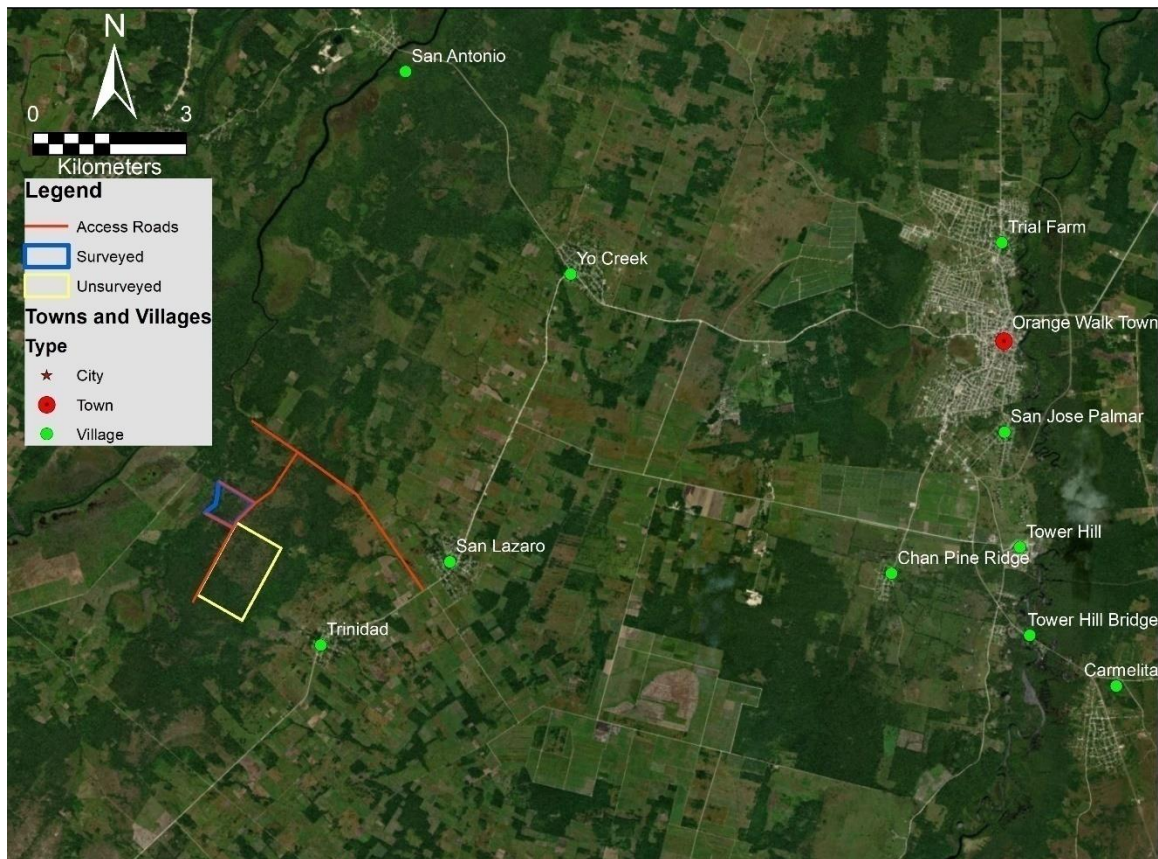 N
0 3
Kilometers
Legend
Access Roads
Surveyed
Unsurveyed
Towns and Villages
Type
City
Town
Village
San Antonio
Yo Creek
Trial Farm
Orange Walk Town
San Jose Palmar
Tower Hill
San Lazaro
Chan Pine Ridge
Trinidad
Tower Hill Bridge
Carmelita